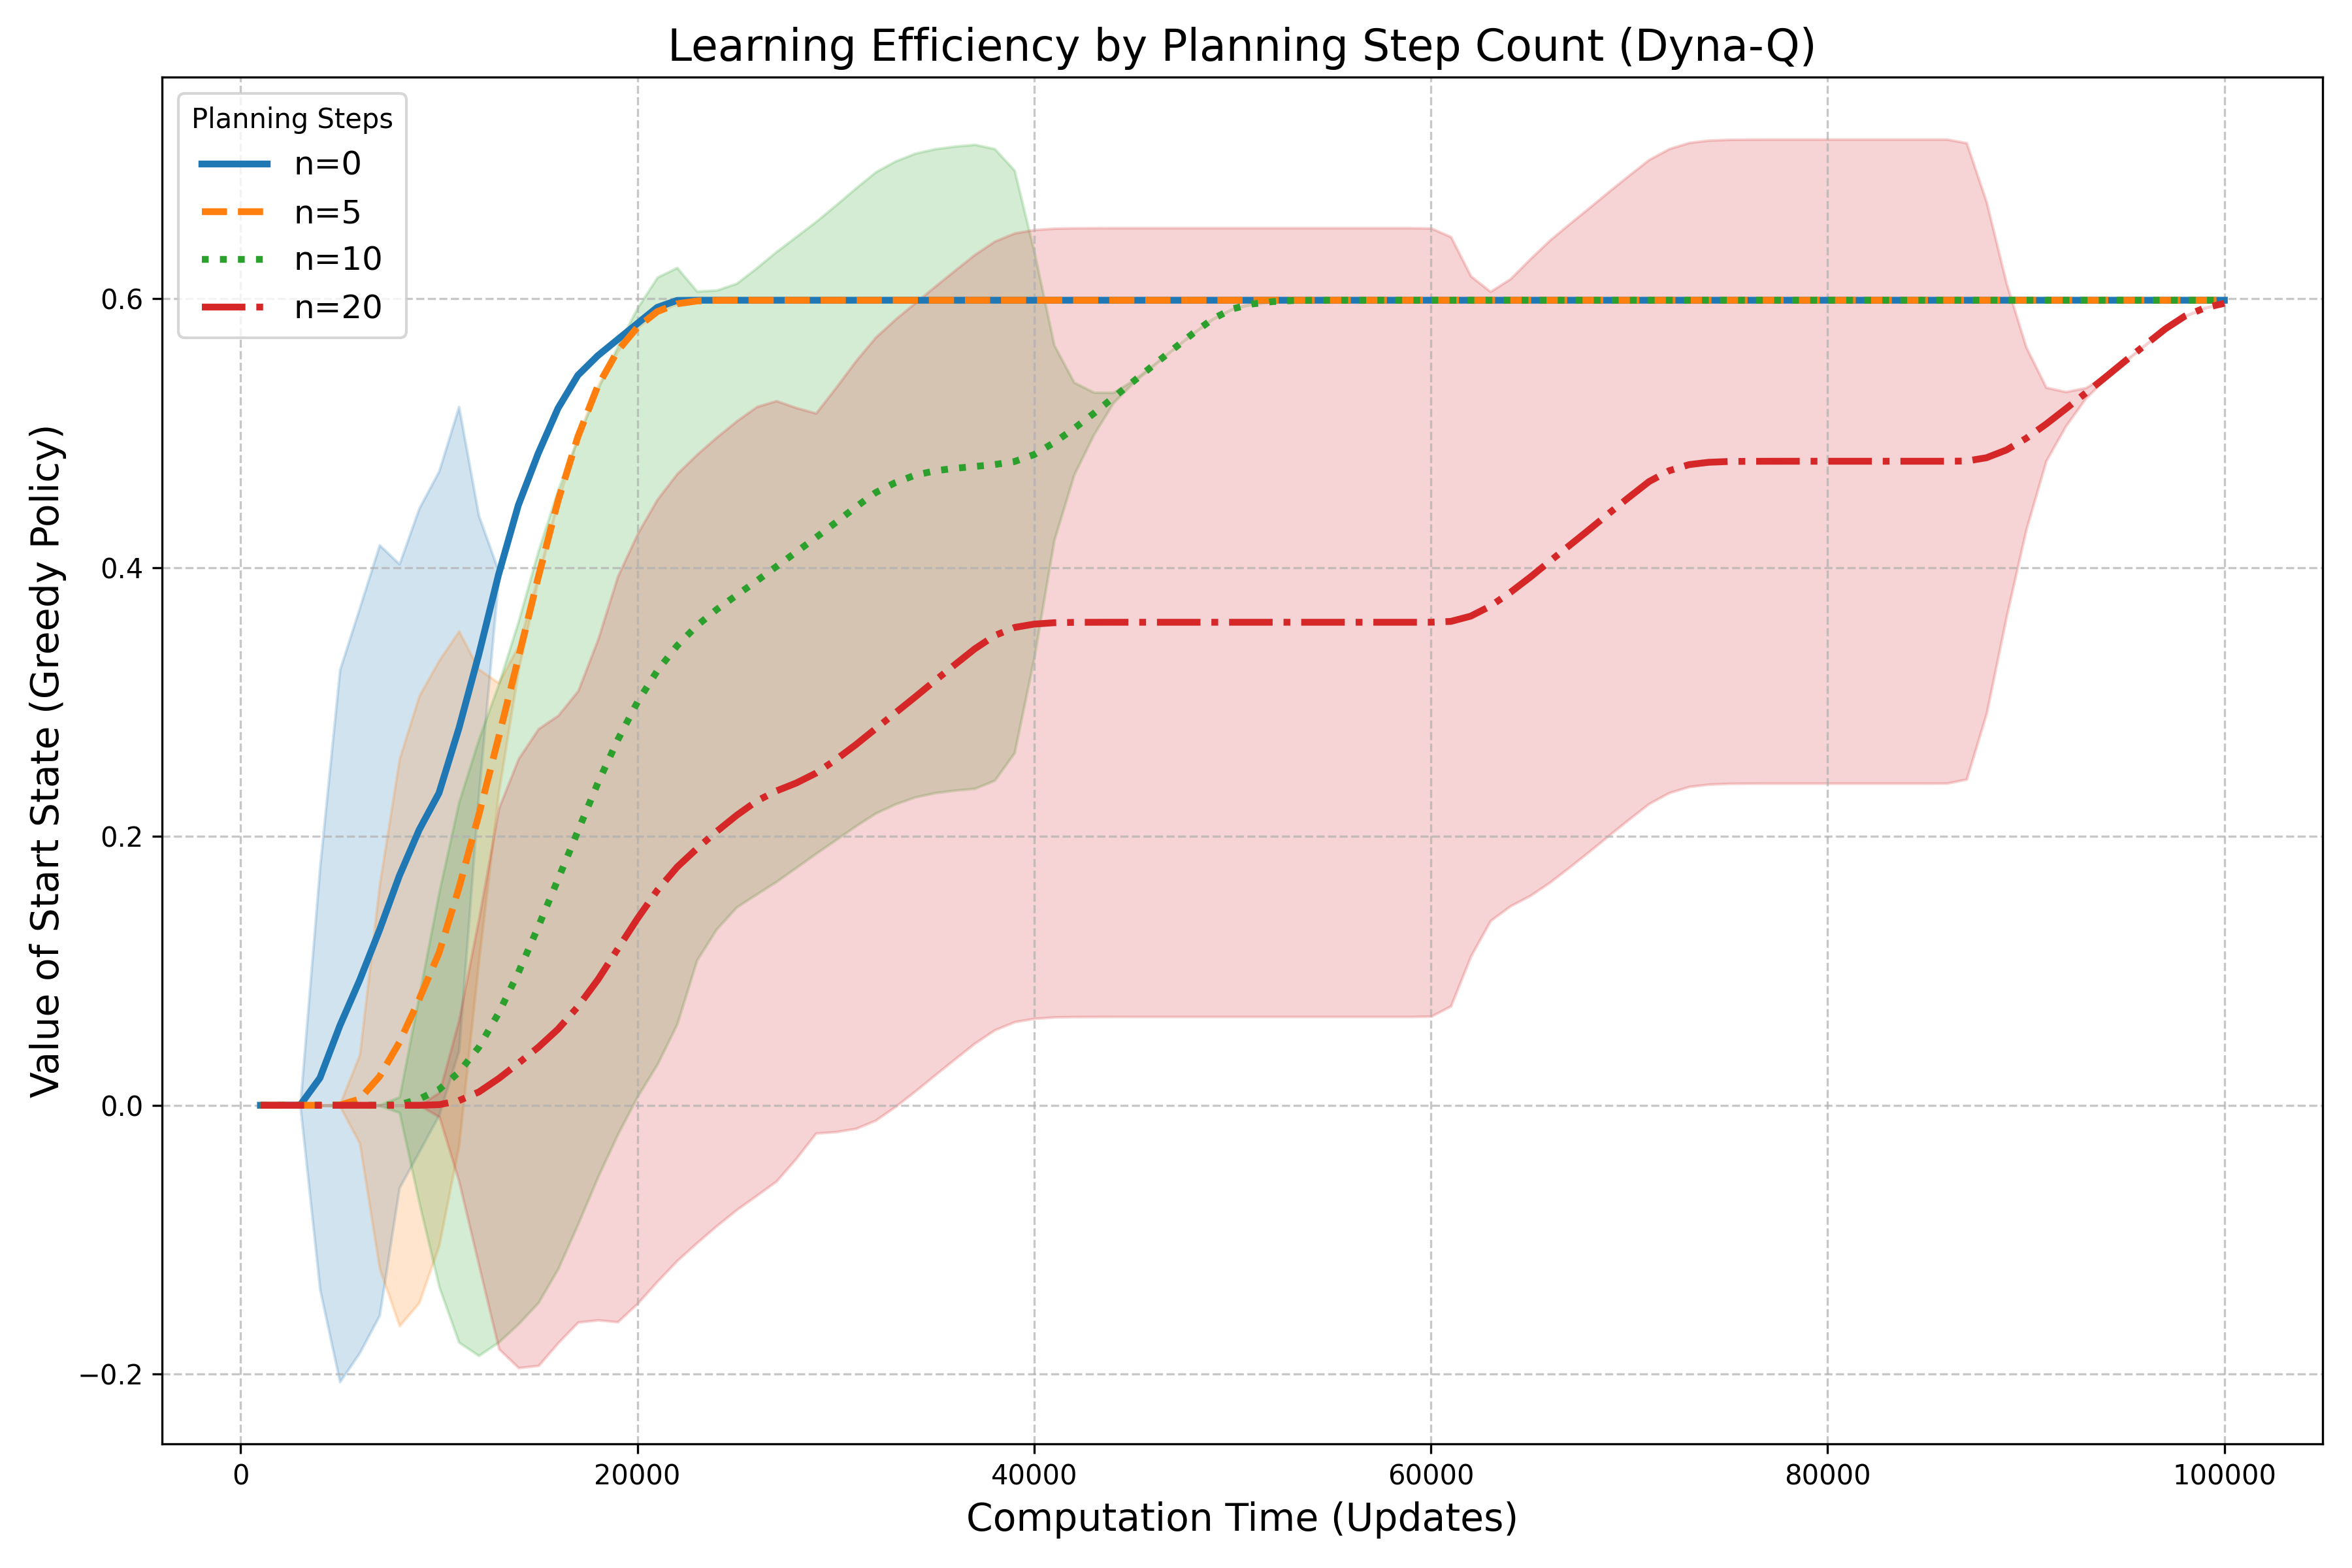 Learning Efficiency by Planning Step Count (Dyna-Q)
Planning Steps
n=0
n=5
n=10
n=20
Value of Start State (Greedy Policy)
0.6
0.4
0.2
0.0
−0.2
0
20000
40000
60000
80000
100000
Computation Time (Updates)